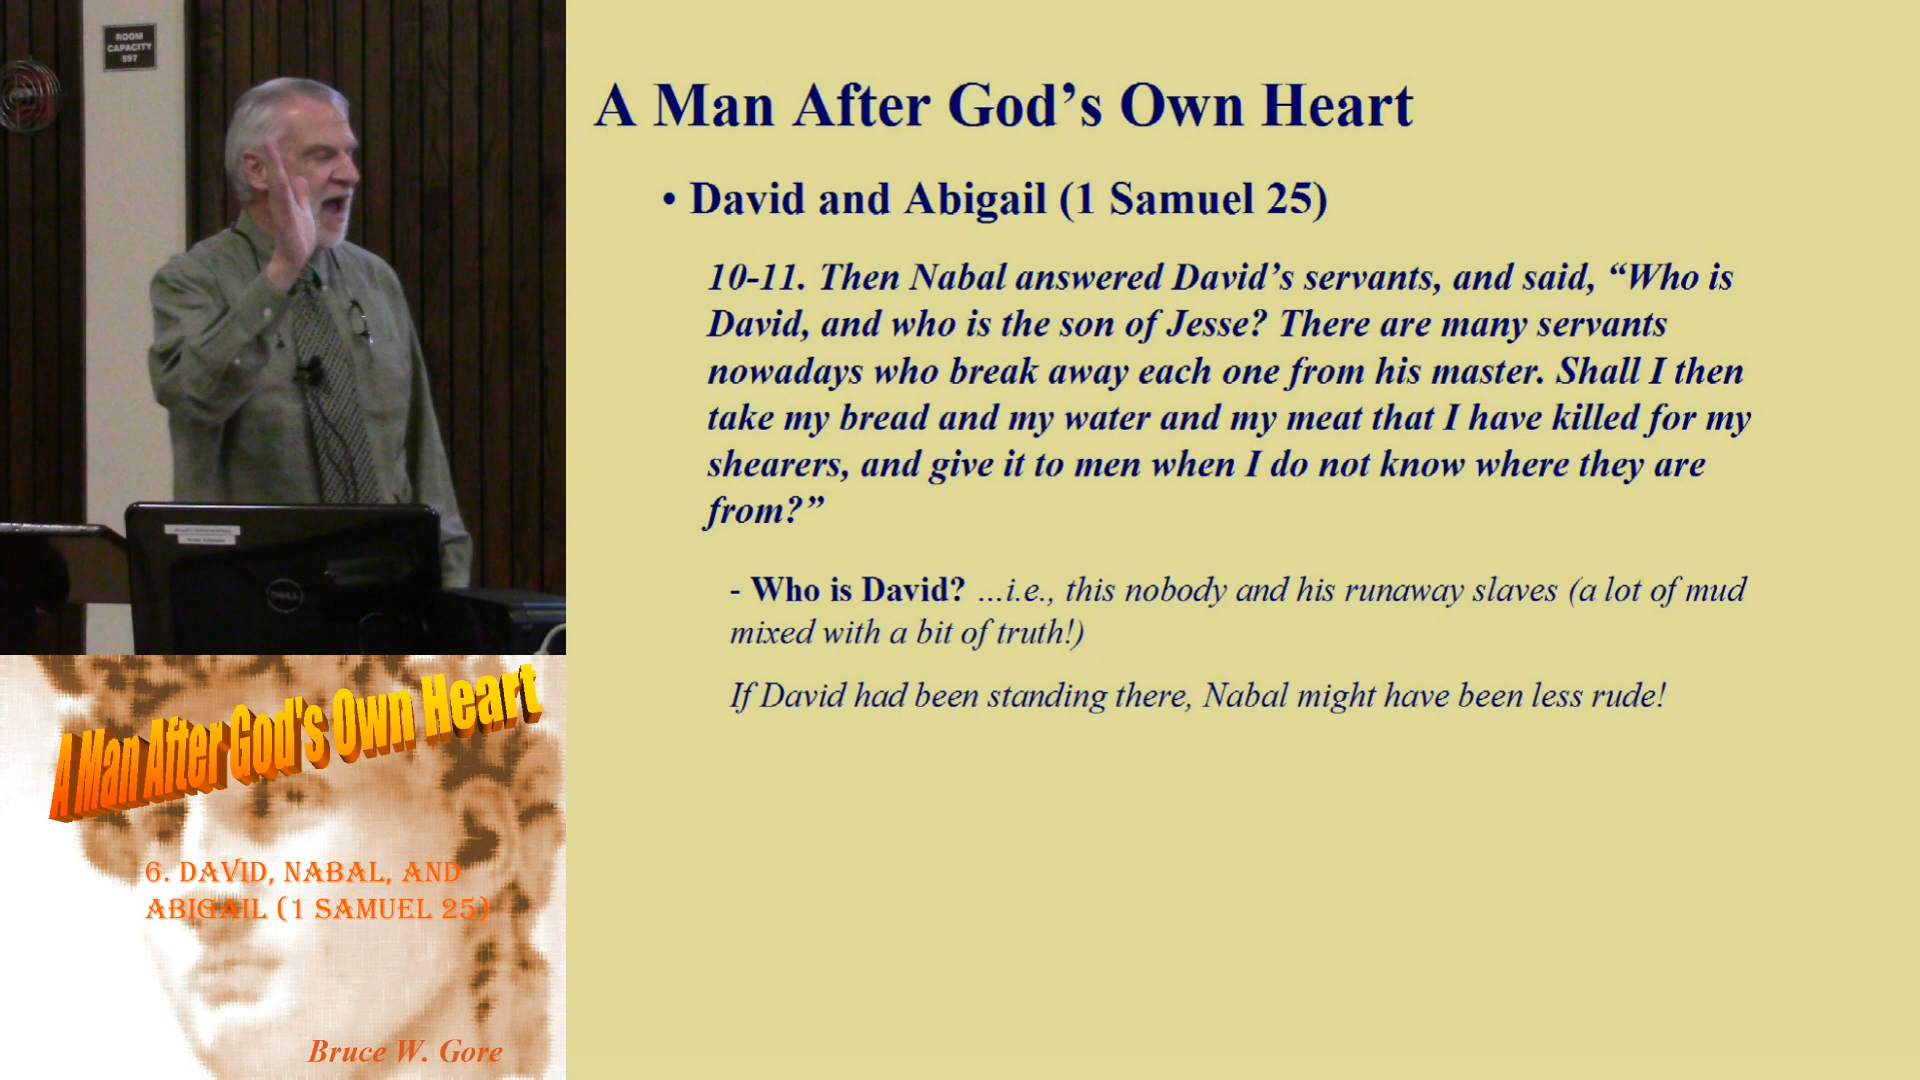 ROOM
CAPACITY
597
A Man After God’s Own Heart
• David and Abigail (1 Samuel 25)
10-11. Then Nabal answered David’s servants, and said, “Who is
David, and who is the son of Jesse? There are many servants
nowadays who break away each one from his master. Shall I then
take my bread and my water and my meat that I have killed for my
shearers, and give it to men when I do not know where they are
from?”
- Who is David? ...i.e., this nobody and his runaway slaves (a lot of mud
mixed with a bit of truth!)
If David had been standing there, Nabal might have been less rude!
A Man After God's Own Heart
6. David, Nabal, and
Abigail (1 Samuel 25)
Bruce W. Gore